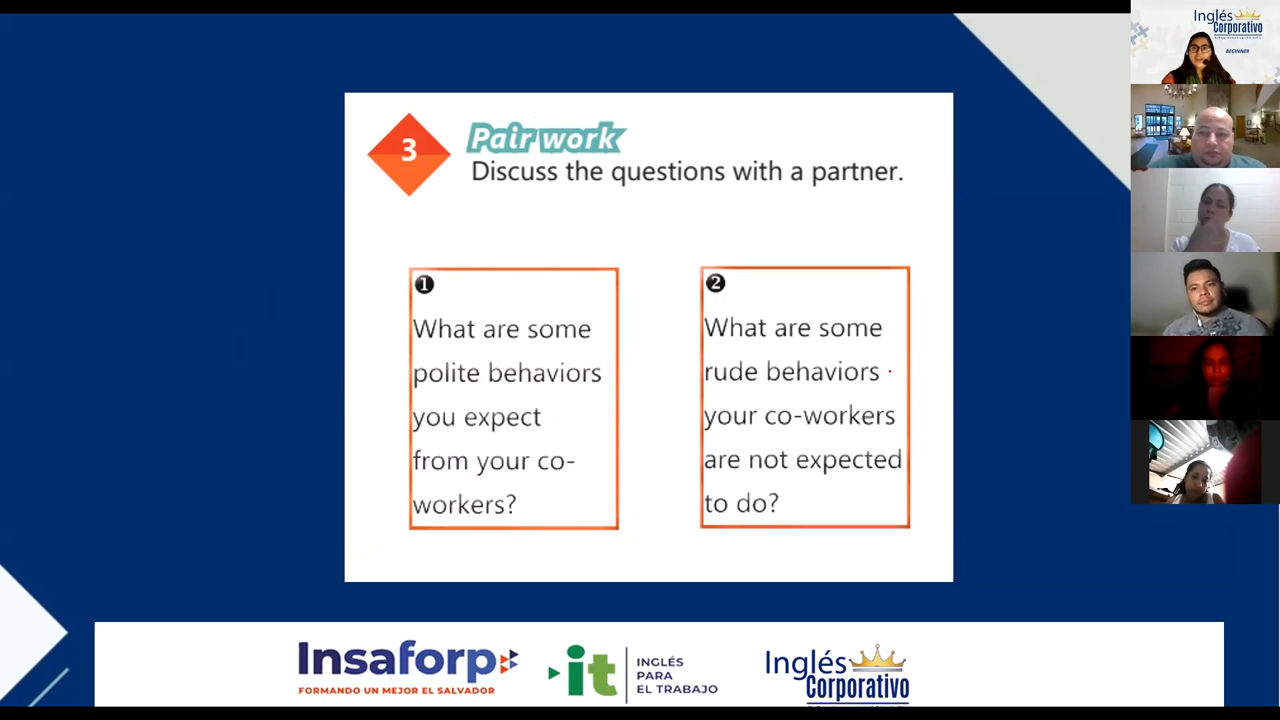 3
Pair work
Discuss the questions with a partner.
❶
What are some
polite behaviors
you expect
from your co-
workers?
❷
What are some
rude behaviors
your co-workers
are not expected
to do?
Insaforp
FORMANDO UN MEJOR EL SALVADOR
it
INGLÉS
PARA
EL TRABAJO
Inglés
Corporativo
Inglés
Corporativo
BEGINNER